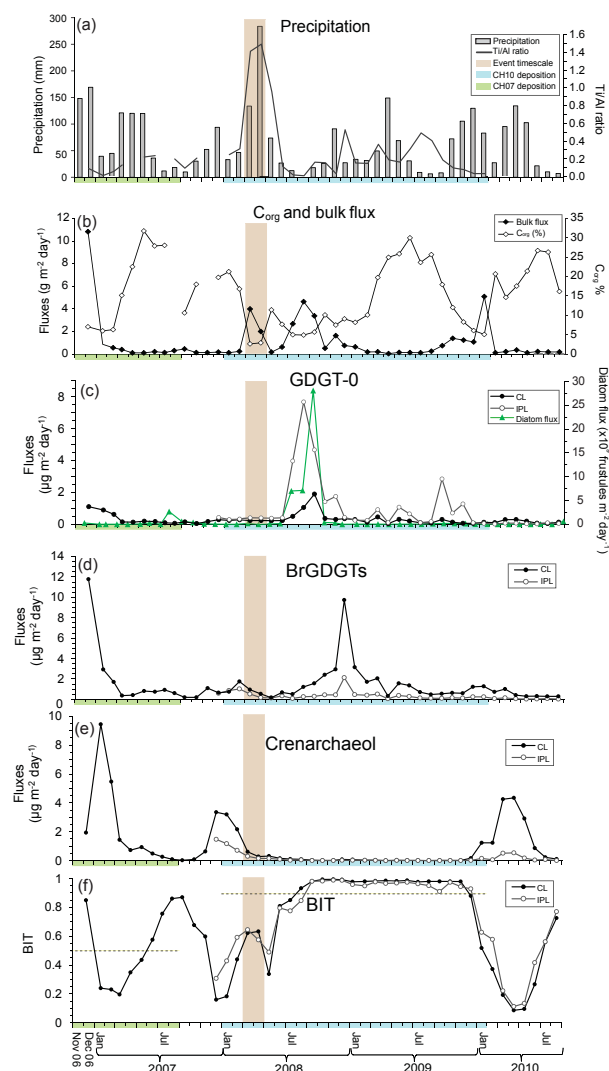 (a)
Precipitation
Precipitation (mm)
300
250
200
150
100
50
0
1.6
1.4
1.2
1.0
0.8
0.6
0.4
0.2
0.0
Ti/Al ratio
Precipitation
Ti/Al ratio
Event timescale
CH10 deposition
CH07 deposition
(b)
Corg and bulk flux
Fluxes (g m-2 day-1)
12
10
8
6
4
2
0
35
30
25
20
15
10
5
0
Corg %
Bulk flux
Corg (%)
(c)
GDGT-0
Fluxes
(µg m-2 day-1)
8
6
4
2
0
30
25
20
15
10
5
0
CL
IPL
Diatom flux
(d)
BrGDGTs
Fluxes
(µg m-2 day-1)
14
12
10
8
6
4
2
0
CL
IPL
(e)
Crenarchaeol
Fluxes
(µg m-2 day-1)
10
8
6
4
2
0
CL
IPL
(f)
BIT
BIT
1
0.8
0.6
0.4
0.2
0
CL
IPL
Nov 06
Dec 06
Jan
Jul
Jan
Jul
Jan
Jul
Jan
Jul
2007
2008
2009
2010